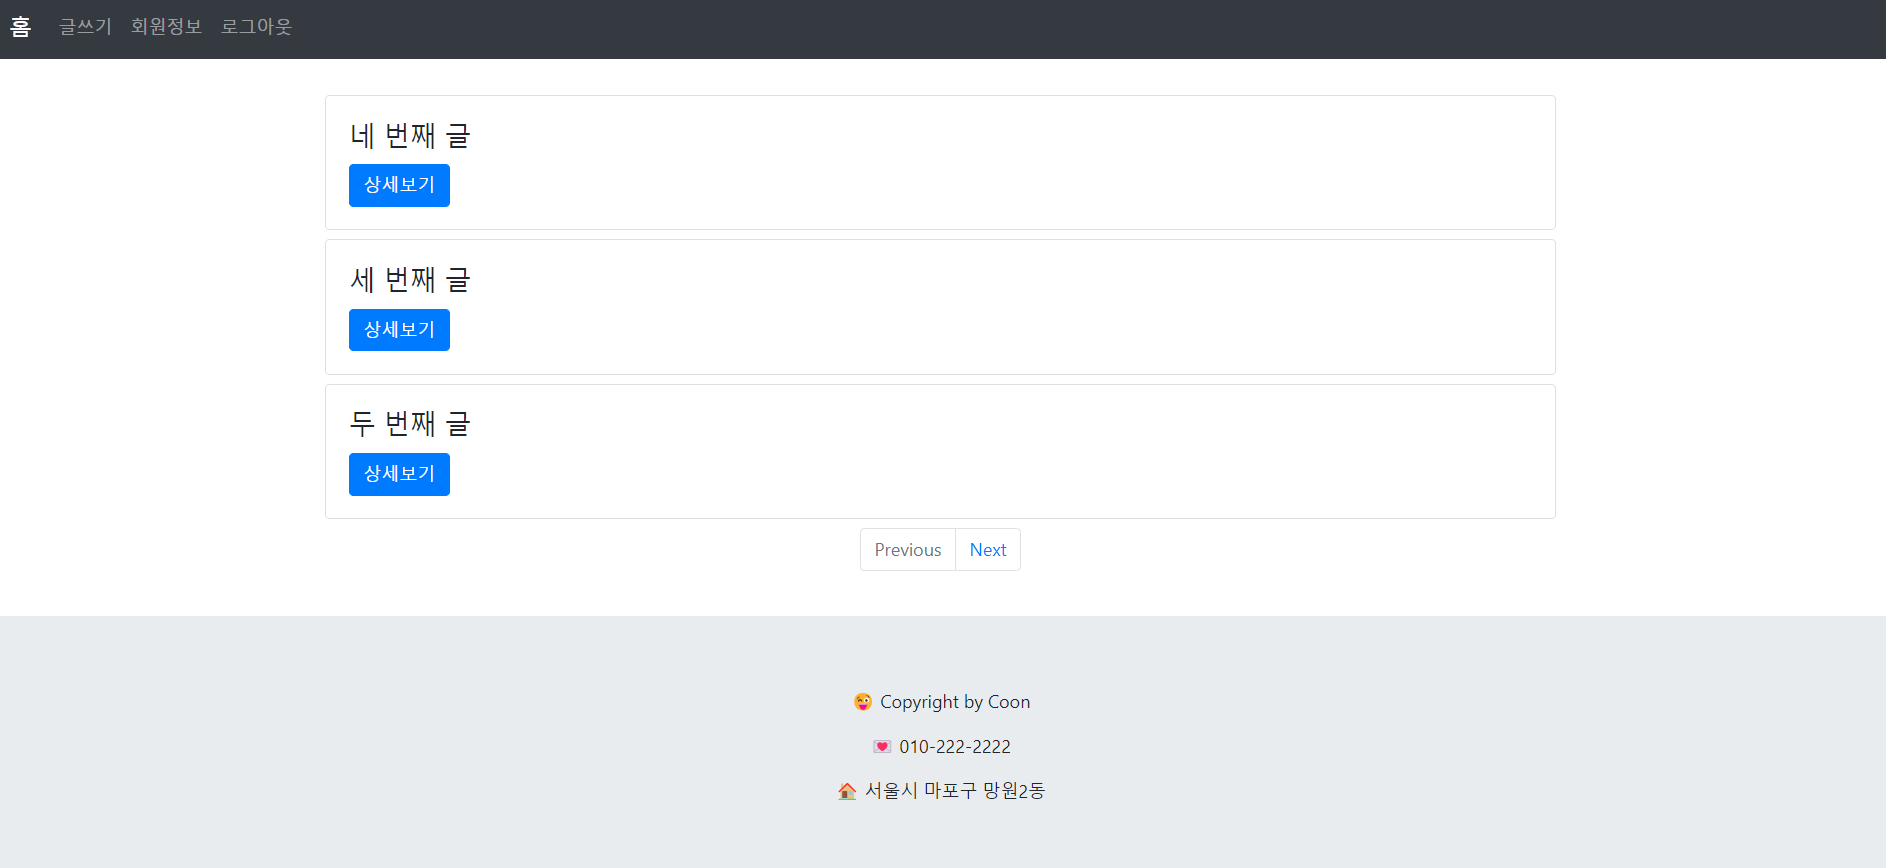 홈 글쓰기 회원정보 로그아웃
네 번째 글
상세보기
세 번째 글
상세보기
두 번째 글
상세보기
Previous Next
😜 Copyright by Coon
💌 010-222-2222
🏠 서울시 마포구 망원2동